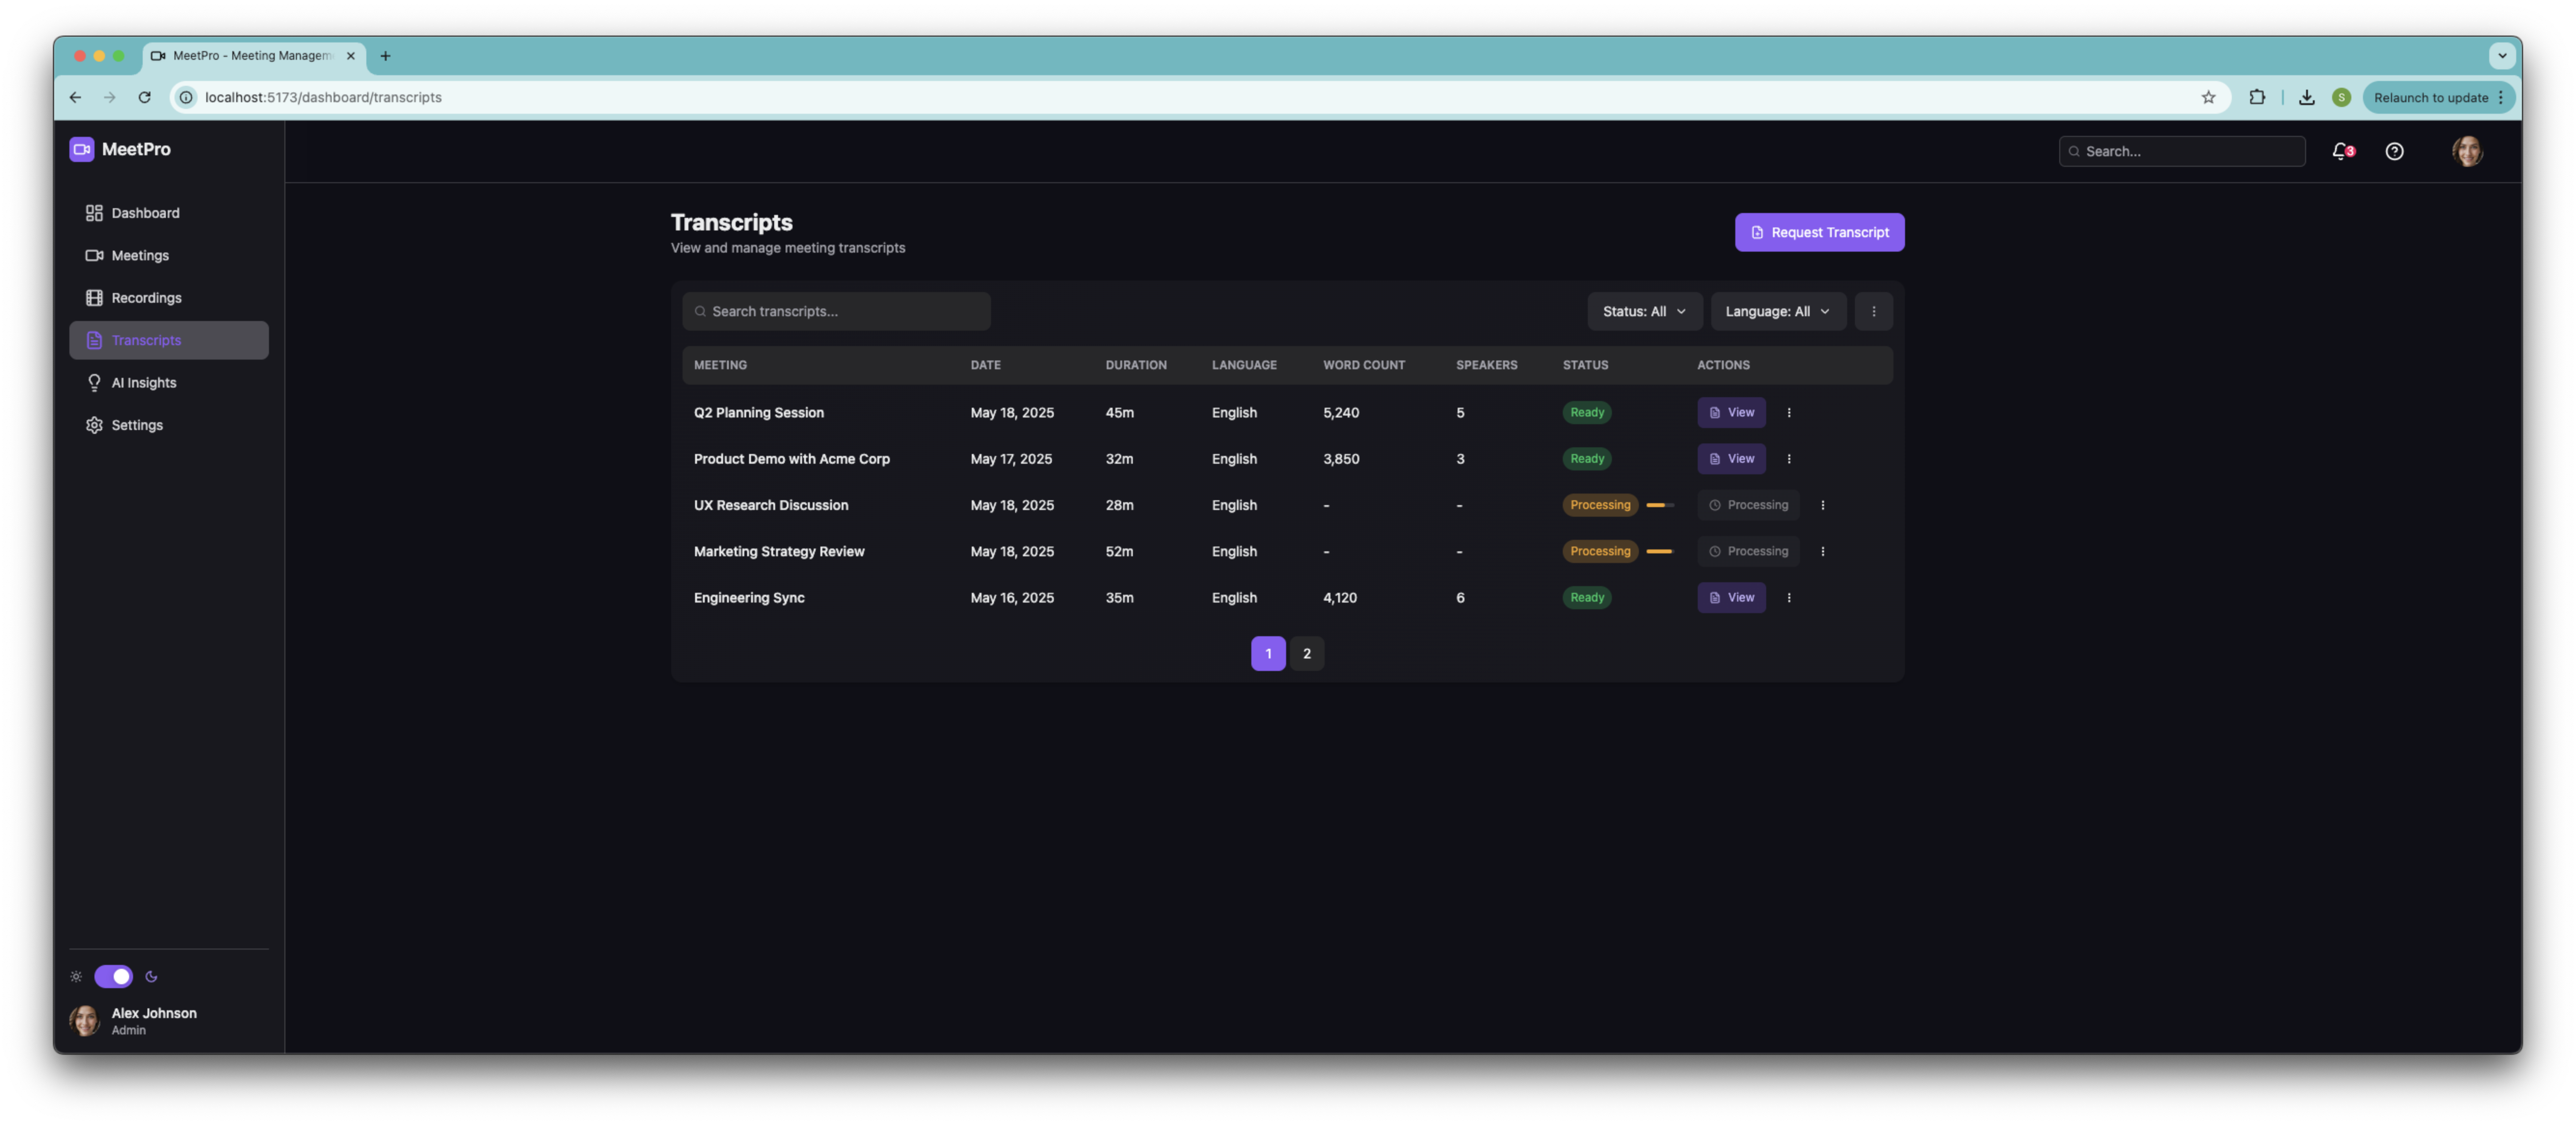 MeetPro - Meeting Managem
localhost:5173/dashboard/transcripts
S
Relaunch to update
MeetPro
Search...
3
Dashboard
Meetings
Recordings
Transcripts
AI Insights
Settings
Transcripts
View and manage meeting transcripts
Request Transcript
Search transcripts...
Status: All
Language: All
MEETING DATE DURATION LANGUAGE WORD COUNT SPEAKERS STATUS ACTIONS
Q2 Planning Session May 18, 2025 45m English 5,240 5 Ready View
Product Demo with Acme Corp May 17, 2025 32m English 3,850 3 Ready View
UX Research Discussion May 18, 2025 28m English - - Processing Processing
Marketing Strategy Review May 18, 2025 52m English - - Processing Processing
Engineering Sync May 16, 2025 35m English 4,120 6 Ready View
1 2
Alex Johnson
Admin